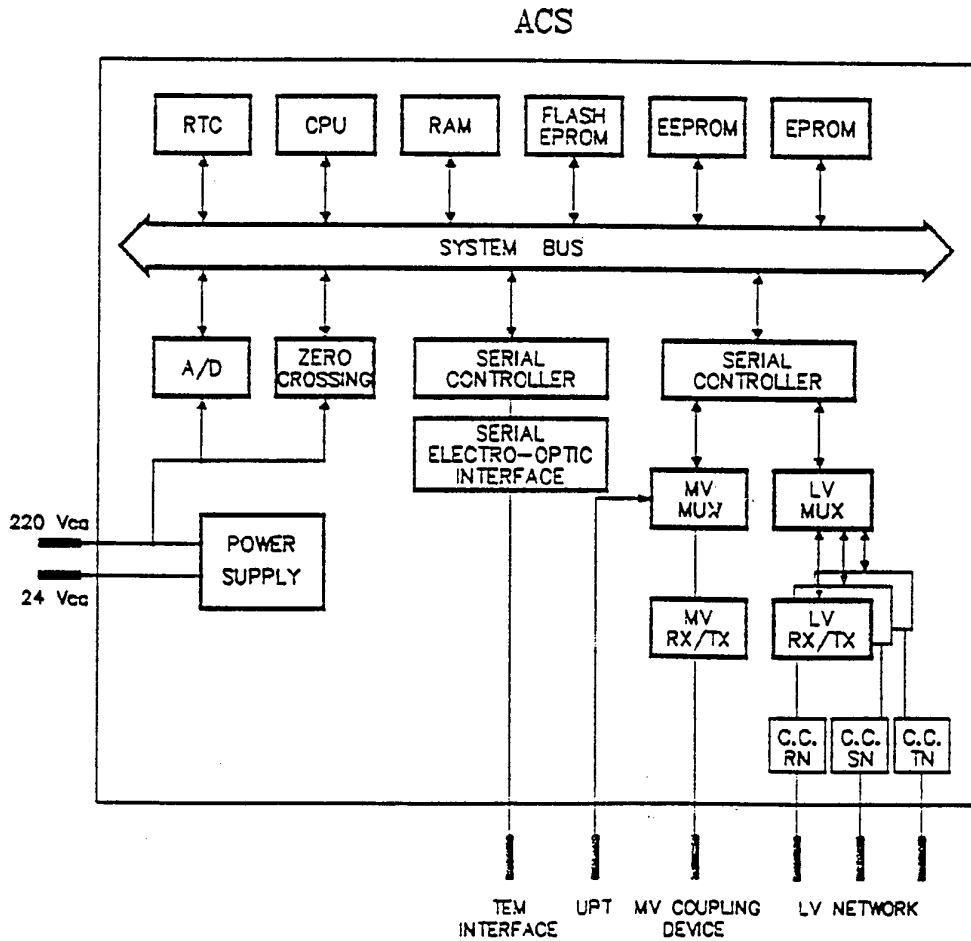 ACS
RTC
CPU
RAM
FLASH
EPROM
EEPROM
EPROM
SYSTEM BUS
A/D
ZERO
CROSSING
SERIAL
CONTROLLER
SERIAL
CONTROLLER
SERIAL
ELECTRO-OPTIC
INTERFACE
MV
MUX
LV
MUX
220 Vca
24 Vcc
POWER
SUPPLY
MV
RX/TX
LV
RX/TX
C.C.
RN
C.C.
SN
C.C.
TN
TEM
INTERFACE
UPT
MV COUPLING
DEVICE
LV NETWORK